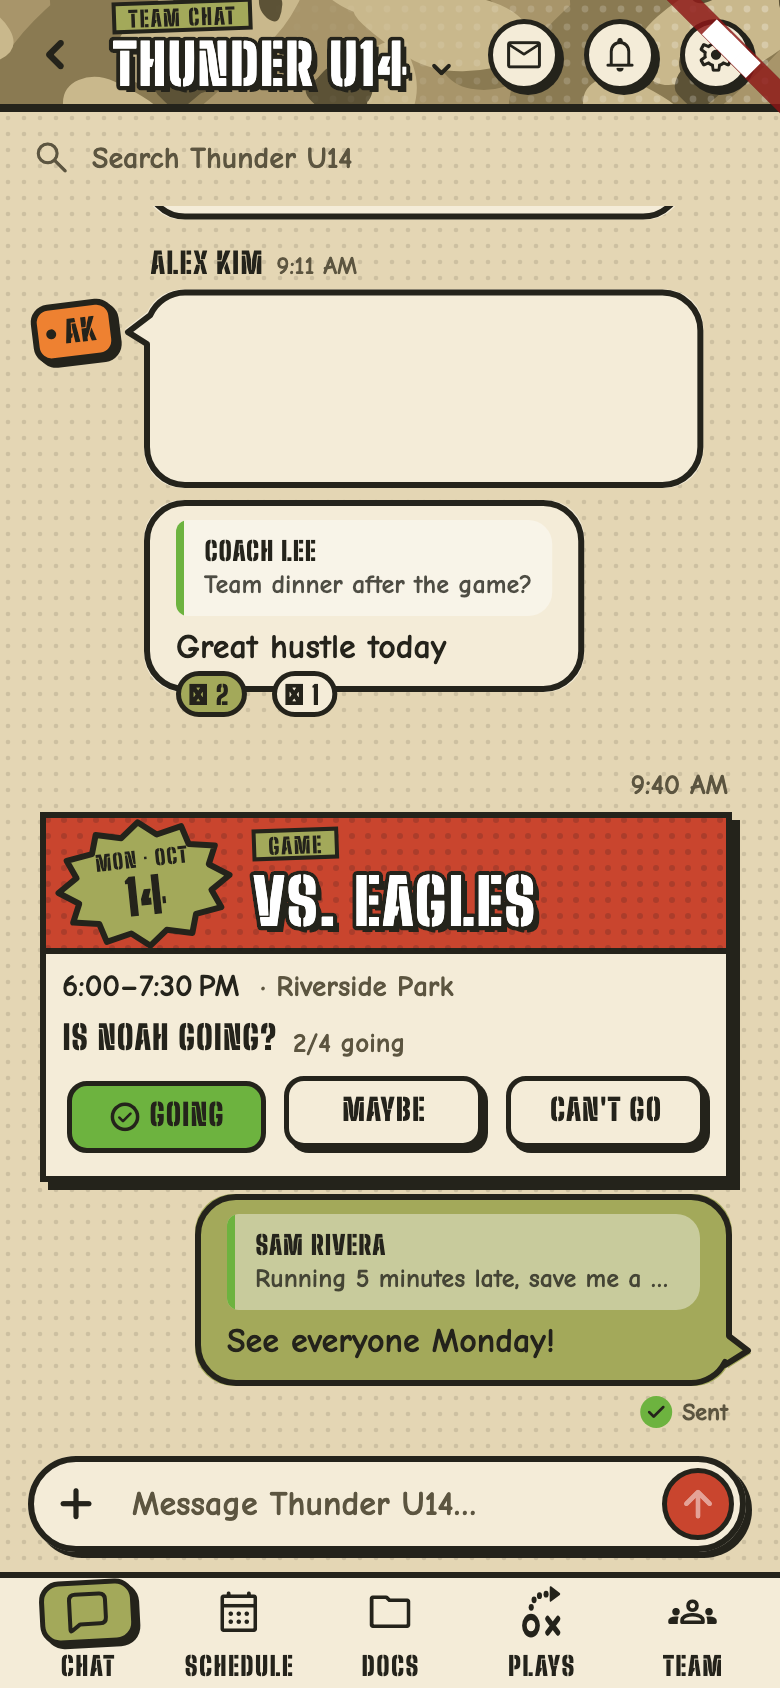 TEAM CHAT
THUNDER U14
Search Thunder U14
ALEX KIM 9:11 AM
AK
COACH LEE
Team dinner after the game?
Great hustle today
2
1
9:40 AM
MON · OCT
14
GAME
VS. EAGLES
6:00–7:30 PM · Riverside Park
IS NOAH GOING? 2/4 going
GOING
MAYBE
CAN'T GO
SAM RIVERA
Running 5 minutes late, save me a ...
See everyone Monday!
Sent
Message Thunder U14...
CHAT
SCHEDULE
DOCS
PLAYS
TEAM